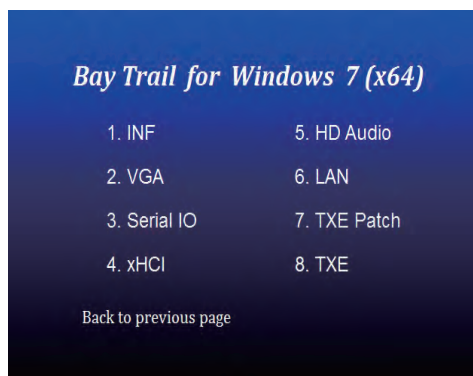 Bay Trail for Windows 7 (x64)
1. INF
2. VGA
3. Serial IO
4. xHCI
5. HD Audio
6. LAN
7. TXE Patch
8. TXE
Back to previous page